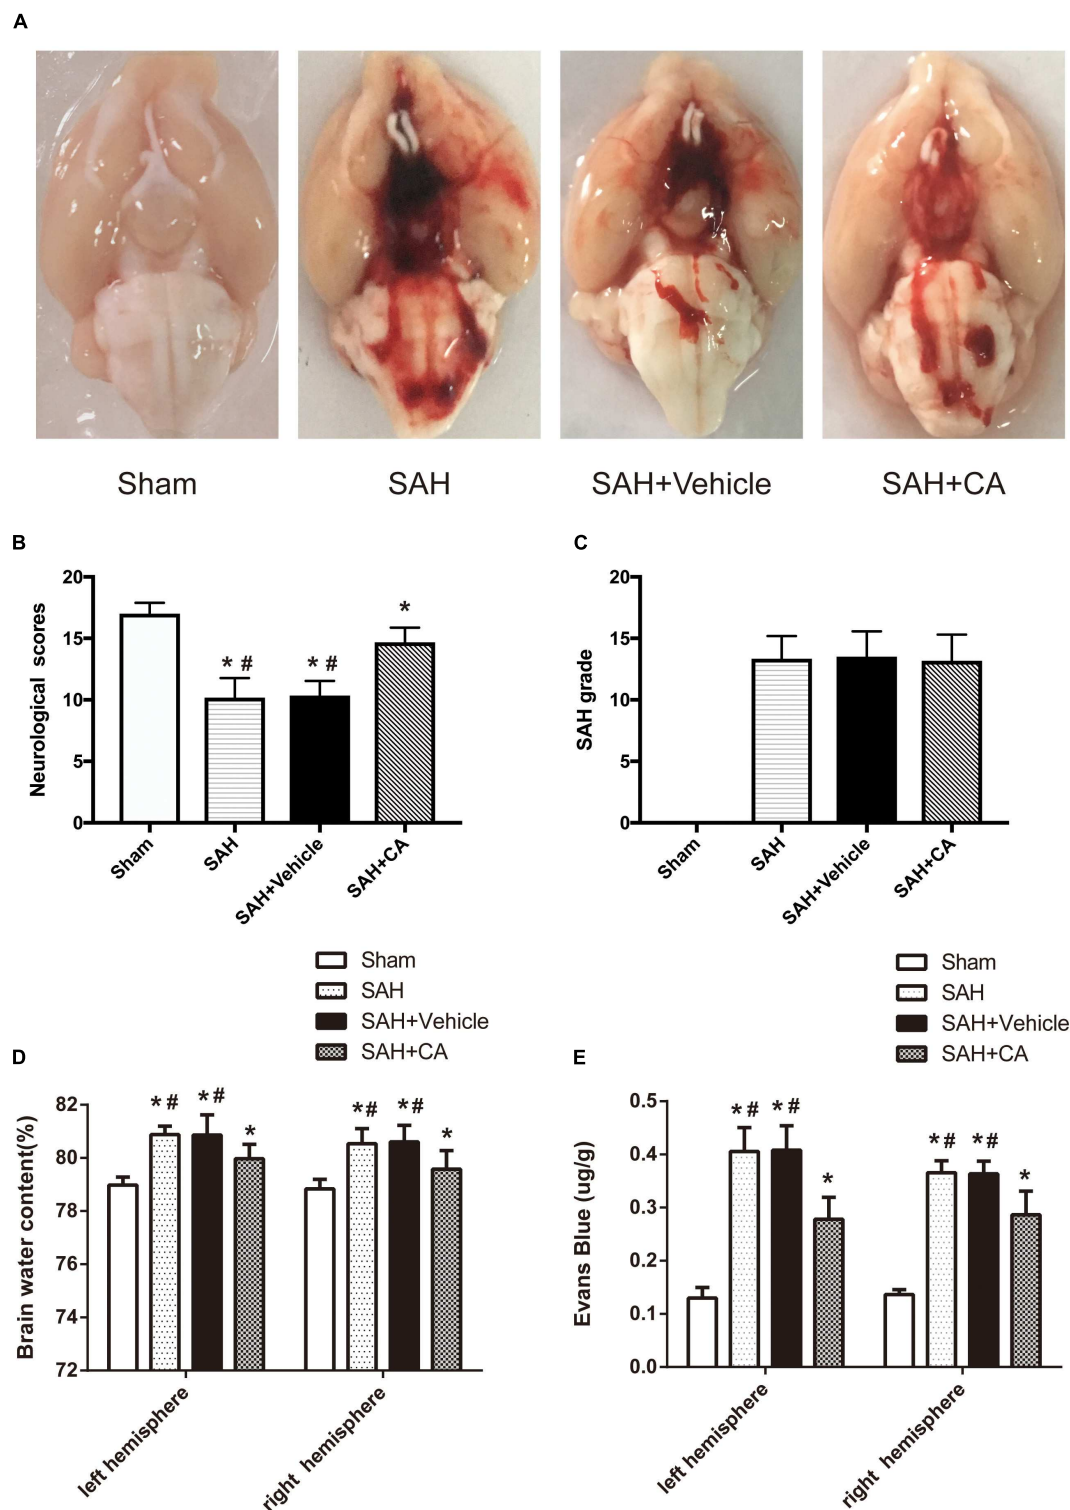 A
Sham SAH SAH+Vehicle SAH+CA
B
Neurological scores
20
15
10
5
0
* # * # *
Sham SAH SAH+Vehicle SAH+CA
C
SAH grade
20
15
10
5
0
Sham SAH SAH+Vehicle SAH+CA
Sham
SAH
SAH+Vehicle
SAH+CA
D
Brain water content(%)
82
80
78
76
74
72
*# *# * *# *# *
left hemisphere right hemisphere
Sham
SAH
SAH+Vehicle
SAH+CA
E
Evans Blue (ug/g)
0.5
0.4
0.3
0.2
0.1
0.0
*# *# * *# *# *
left hemisphere right hemisphere